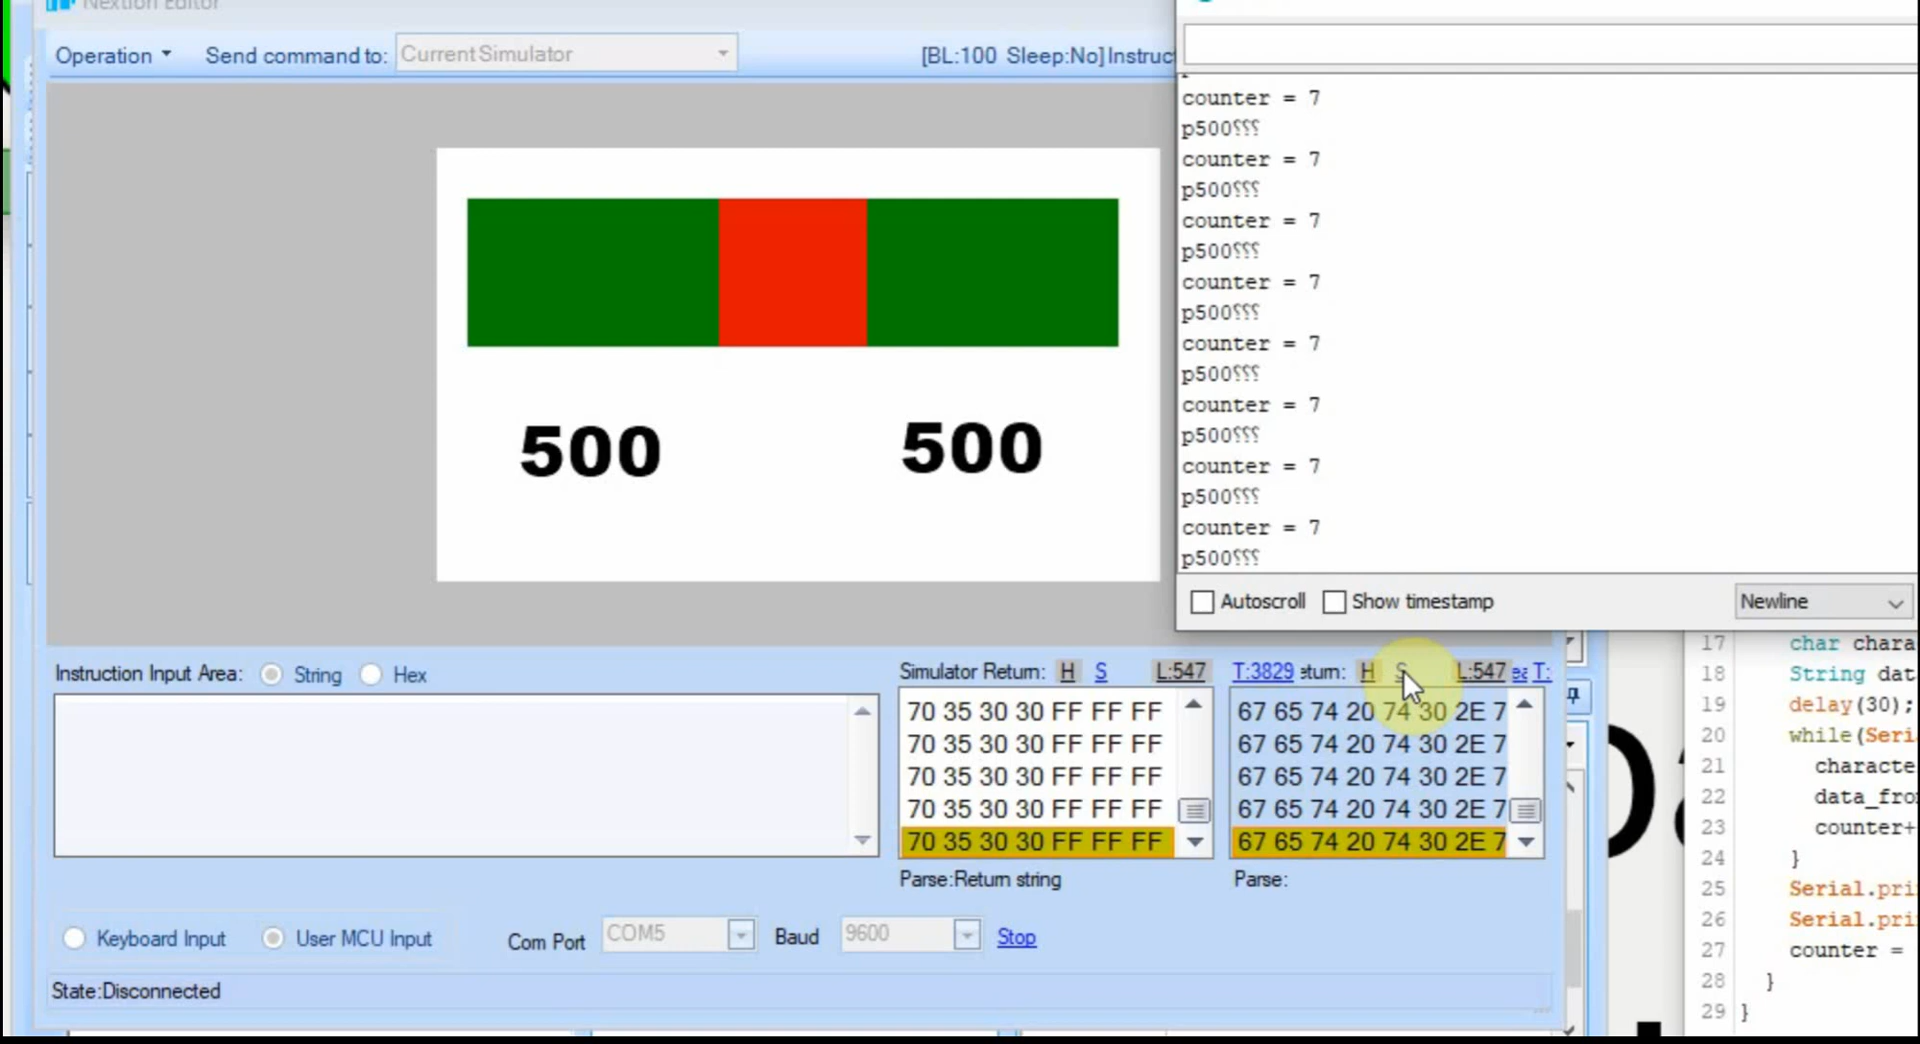 Nextion Editor
Operation
Send command to:
Current Simulator
[BL:100 Sleep:No]
500
500
counter = 7
p500⸮⸮⸮
counter = 7
p500⸮⸮⸮
counter = 7
p500⸮⸮⸮
counter = 7
p500⸮⸮⸮
counter = 7
p500⸮⸮⸮
counter = 7
p500⸮⸮⸮
counter = 7
p500⸮⸮⸮
counter = 7
p500⸮⸮⸮
Autoscroll
Show timestamp
Newline
Instruction Input Area:
String
Hex
Simulator Return: H S L:547
T:3829 eturn: H S L:547 T:
70 35 30 30 FF FF FF
70 35 30 30 FF FF FF
70 35 30 30 FF FF FF
70 35 30 30 FF FF FF
70 35 30 30 FF FF FF
Parse:Return string
67 65 74 20 74 30 2E 7
67 65 74 20 74 30 2E 7
67 65 74 20 74 30 2E 7
67 65 74 20 74 30 2E 7
67 65 74 20 74 30 2E 7
Parse:
Keyboard Input
User MCU Input
Com Port
COM5
Baud
9600
Stop
State:Disconnected
17 char chara
18 String dat
19 delay(30);
20 while(Seri
21 characte
22 data_fro
23 counter+
24 }
25 Serial.pri
26 Serial.pri
27 counter =
28 }
29 }